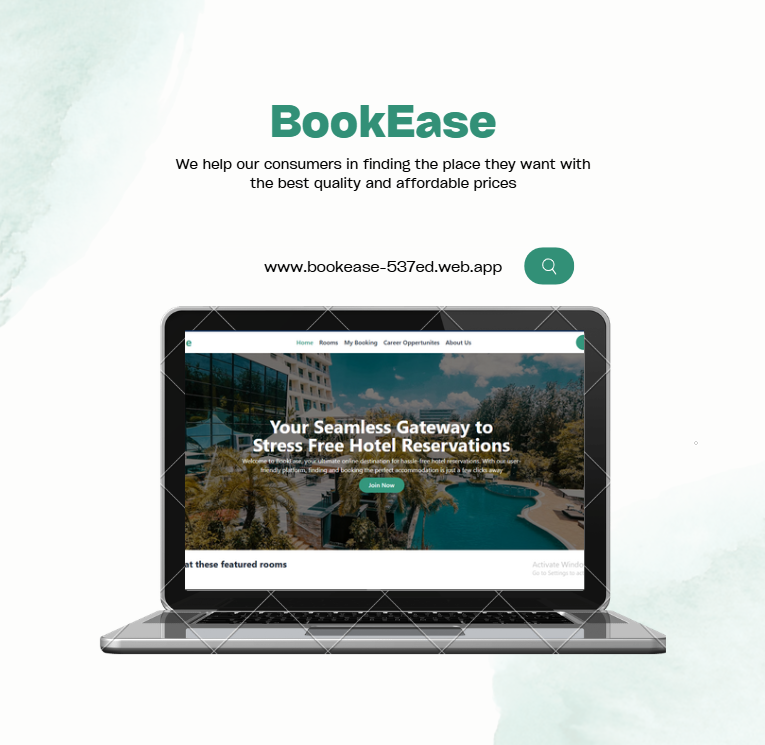 BookEase
We help our consumers in finding the place they want with
the best quality and affordable prices
www.bookease-537ed.web.app
e
Home Rooms My Booking Career Oppertunites About Us
Your Seamless Gateway to
Stress Free Hotel Reservations
Welcome to BookEase, your ultimate online destination for hassle free hotel reservations. With our user-
friendly platform, finding and booking the perfect accommodation is just a few clicks away
Join Now
at these featured rooms
Activate Windo
Go to Settings to ac